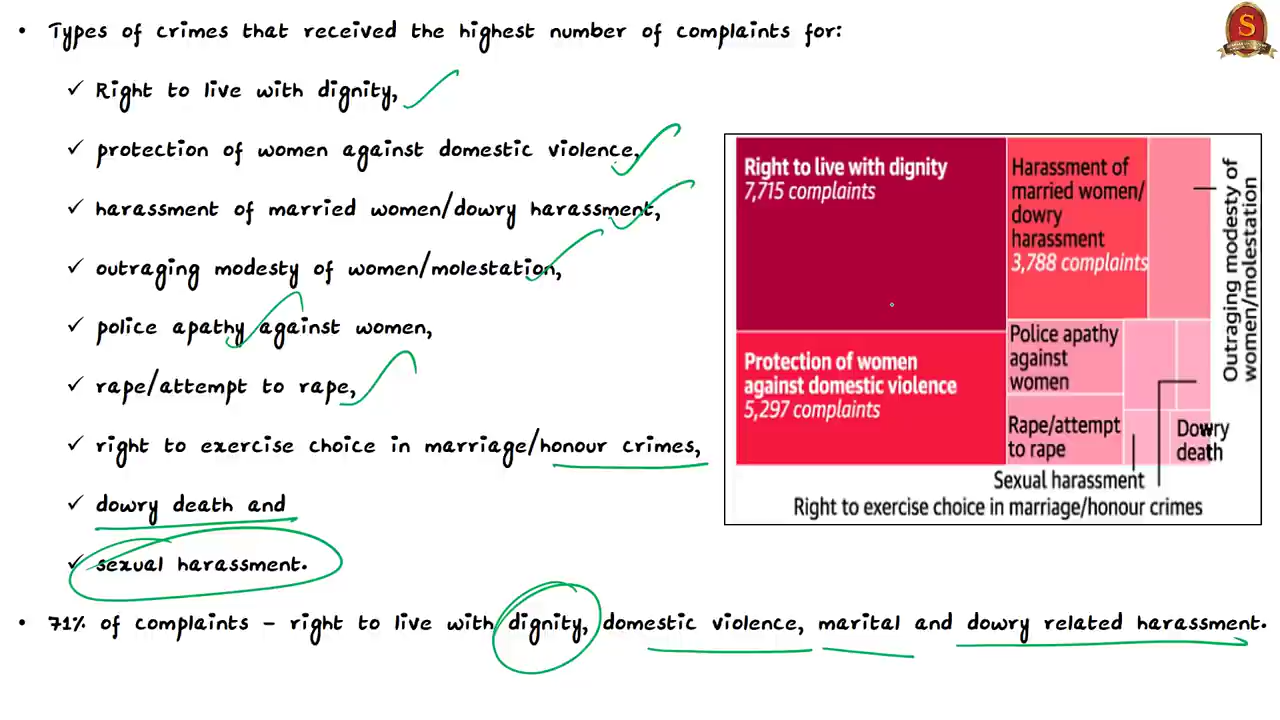 • Types of crimes that received the highest number of complaints for:
✓ Right to live with dignity,
✓ protection of women against domestic violence,
✓ harassment of married women/dowry harassment,
✓ outraging modesty of women/molestation,
✓ police apathy against women,
✓ rape/attempt to rape,
✓ right to exercise choice in marriage/honour crimes,
✓ dowry death and
✓ sexual harassment.
• 71% of complaints – right to live with dignity, domestic violence, marital and dowry related harassment.
S
Right to live with dignity
7,715 complaints
Protection of women
against domestic violence
5,297 complaints
Harassment of
married women/
dowry
harassment
3,788 complaints
Outraging modesty of
women/molestation
Police apathy
against
women
Rape/attempt
to rape
Dowry
death
Sexual harassment
Right to exercise choice in marriage/honour crimes